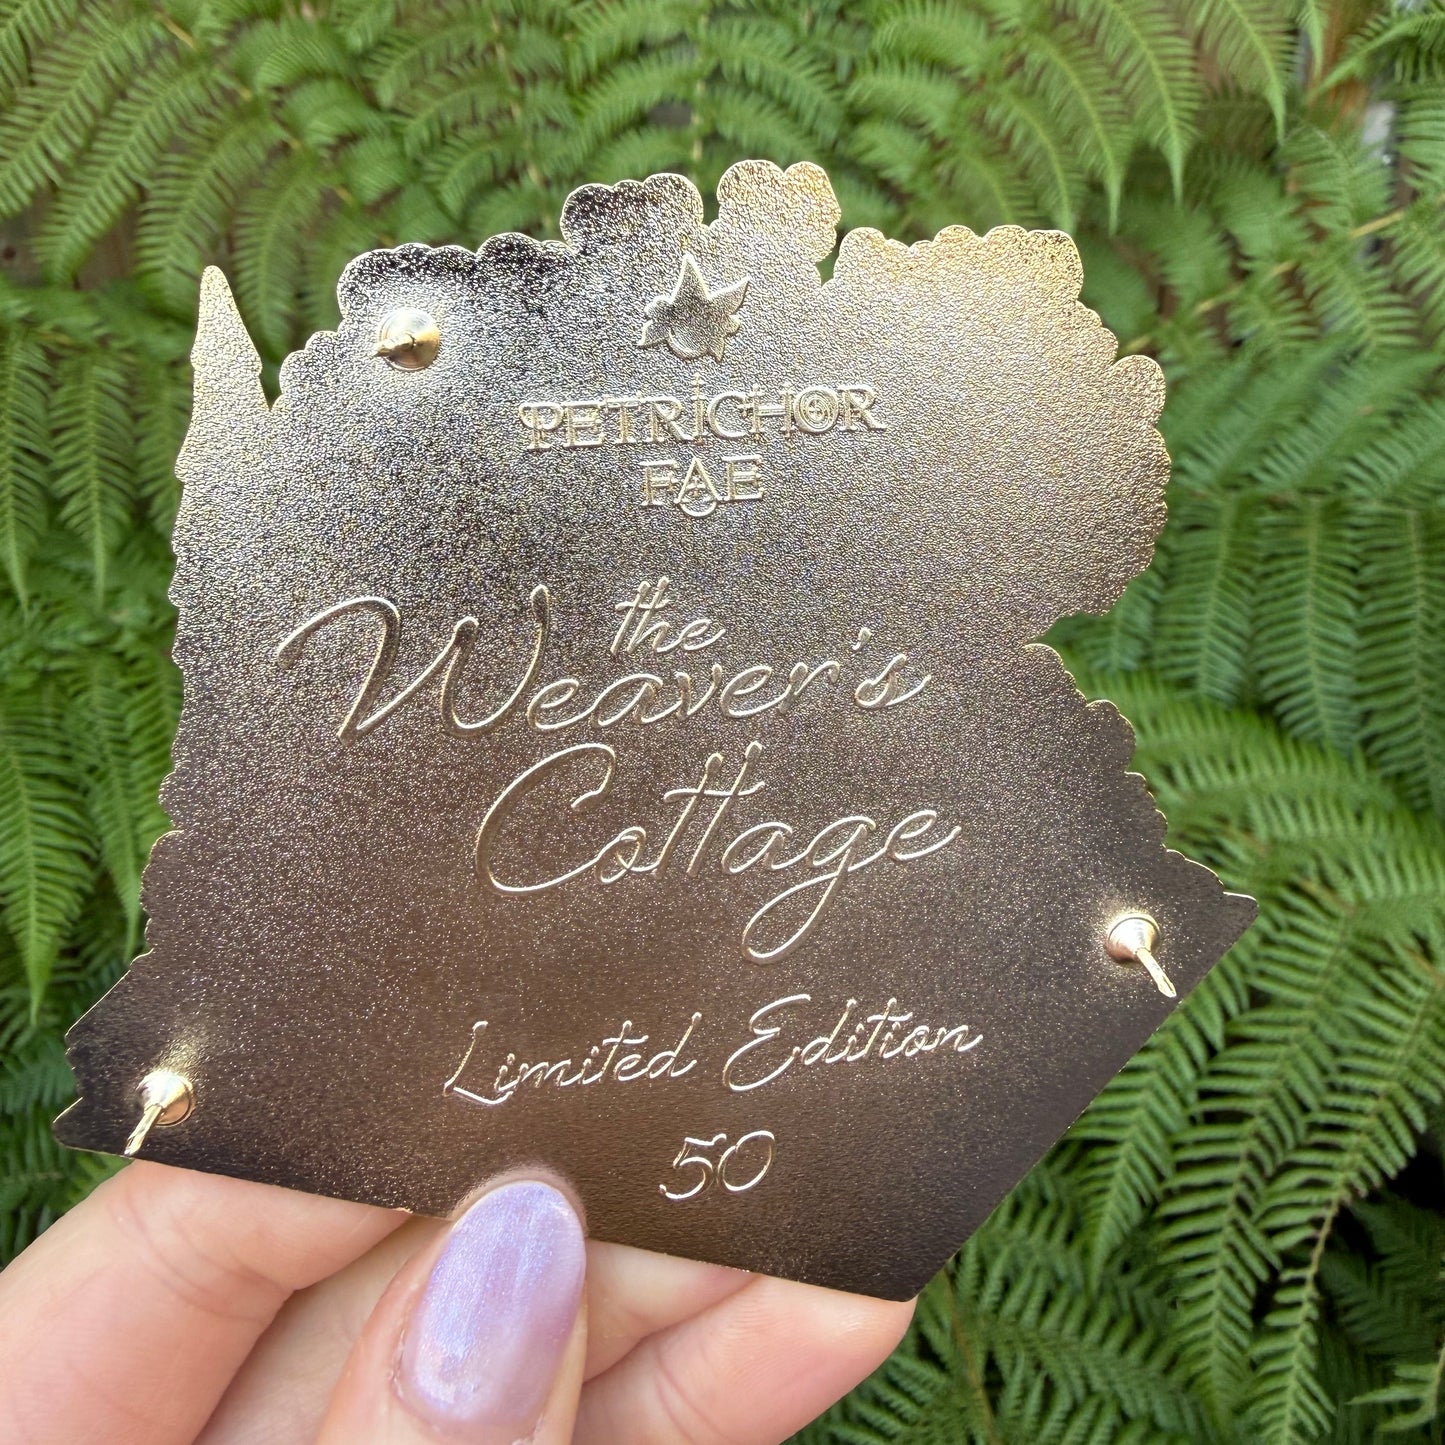 PETRICHOR
FAE
the
Weaver's
Cottage
Limited Edition
50